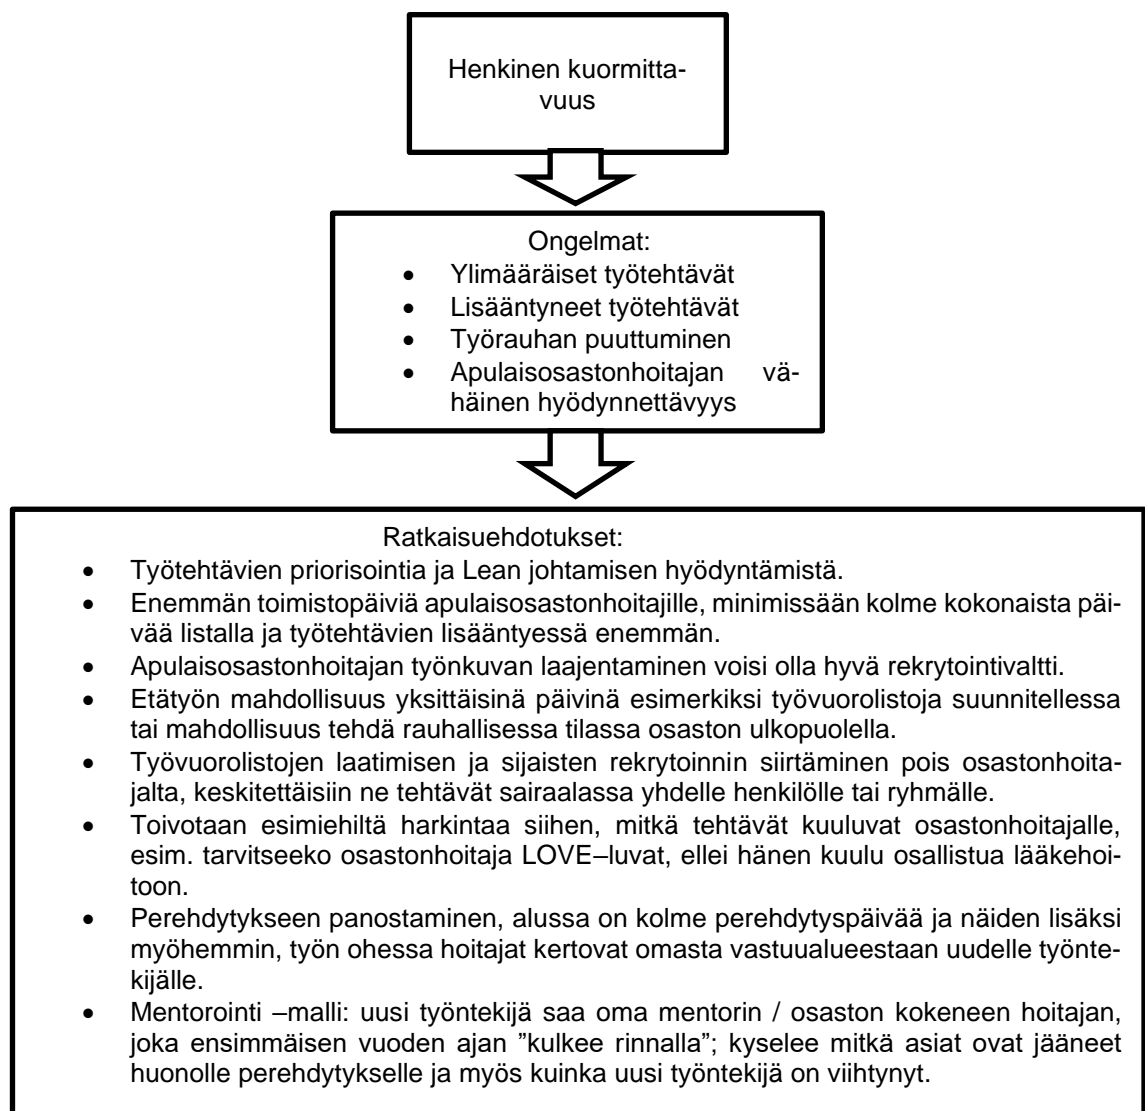 Henkinen kuormitta-
vuus
Ongelmat:
• Ylimääräiset työtehtävät
• Lisääntyneet työtehtävät
• Työrauhan puuttuminen
• Apulaisosastonhoitajan vä-
häinen hyödynnettävyys
Ratkaisuehdotukset:
• Työtehtävien priorisointia ja Lean johtamisen hyödyntämistä.
• Enemmän toimistopäiviä apulaisosastonhoitajille, minimissään kolme kokonaista päi-
vää listalla ja työtehtävien lisääntyessä enemmän.
• Apulaisosastonhoitajan työnkuvan laajentaminen voisi olla hyvä rekrytointivaltti.
• Etätyön mahdollisuus yksittäisinä päivinä esimerkiksi työvuorolistoja suunnitellessa
tai mahdollisuus tehdä rauhallisessa tilassa osaston ulkopuolella.
• Työvuorolistojen laatimisen ja sijaisten rekrytoinnin siirtäminen pois osastonhoita-
jalta, keskitettäisiin ne tehtävät sairaalassa yhdelle henkilölle tai ryhmälle.
• Toivotaan esimiehiltä harkintaa siihen, mitkä tehtävät kuuluvat osastonhoitajalle,
esim. tarvitseeko osastonhoitaja LOVE–luvat, ellei hänen kuulu osallistua lääkehoi-
toon.
• Perehdytykseen panostaminen, alussa on kolme perehdytyspäivää ja näiden lisäksi
myöhemmin, työn ohessa hoitajat kertovat omasta vastuualueestaan uudelle työnte-
kijälle.
• Mentorointi –malli: uusi työntekijä saa oma mentorin / osaston kokeneen hoitajan,
joka ensimmäisen vuoden ajan ”kulkee rinnalla”; kyselee mitkä asiat ovat jääneet
huonolle perehdytykselle ja myös kuinka uusi työntekijä on viihtynyt.